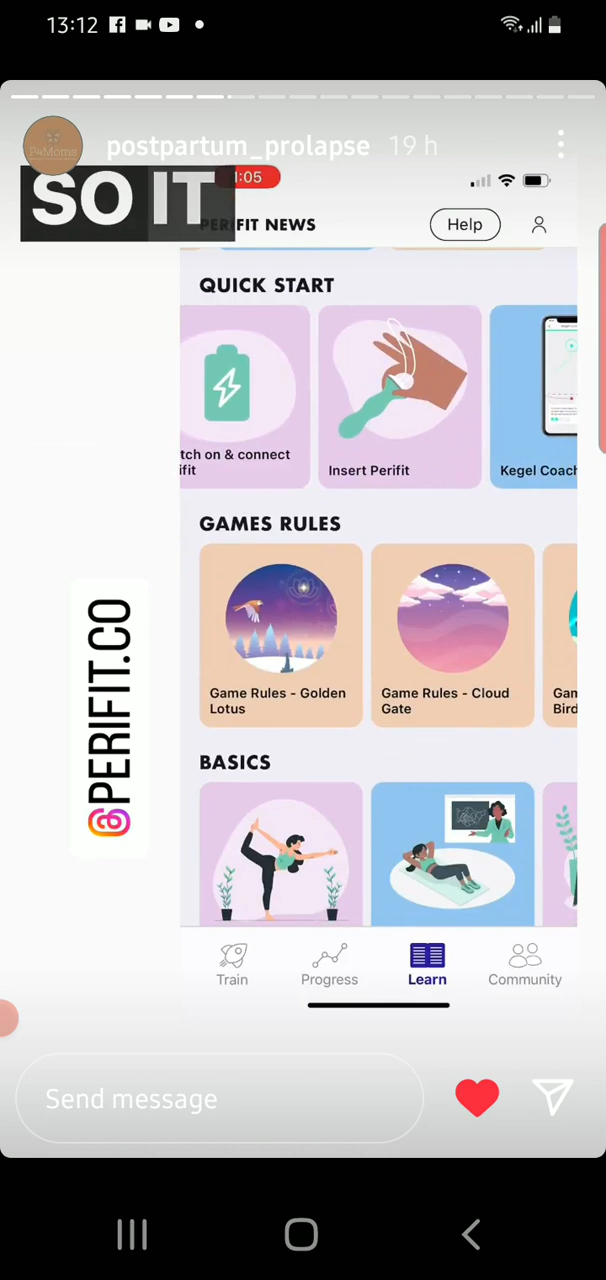 13:12
postpartum_prolapse 19 h
P4Moms
SO IT
1:05
PERIFIT NEWS
Help
QUICK START
tch on & connect
ifit
Insert Perifit
Kegel Coach
GAMES RULES
Game Rules - Golden
Lotus
Game Rules - Cloud
Gate
Gam
Bird
BASICS
@PERIFIT.CO
Train
Progress
Learn
Community
Send message